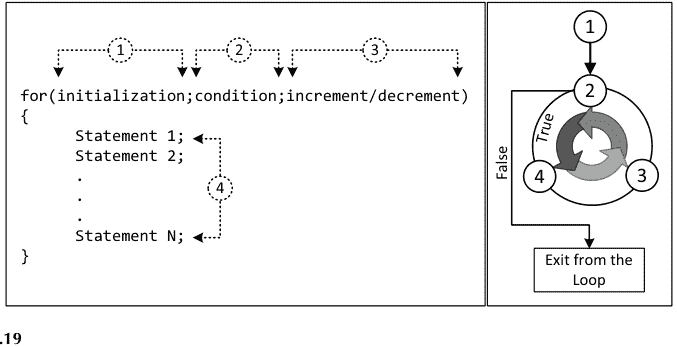 1 2 3
for(initialization;condition;increment/decrement)
{
Statement 1;
Statement 2;
.
.
.
4
Statement N;
}
1
2
True
False
4 3
Exit from the
Loop
.19